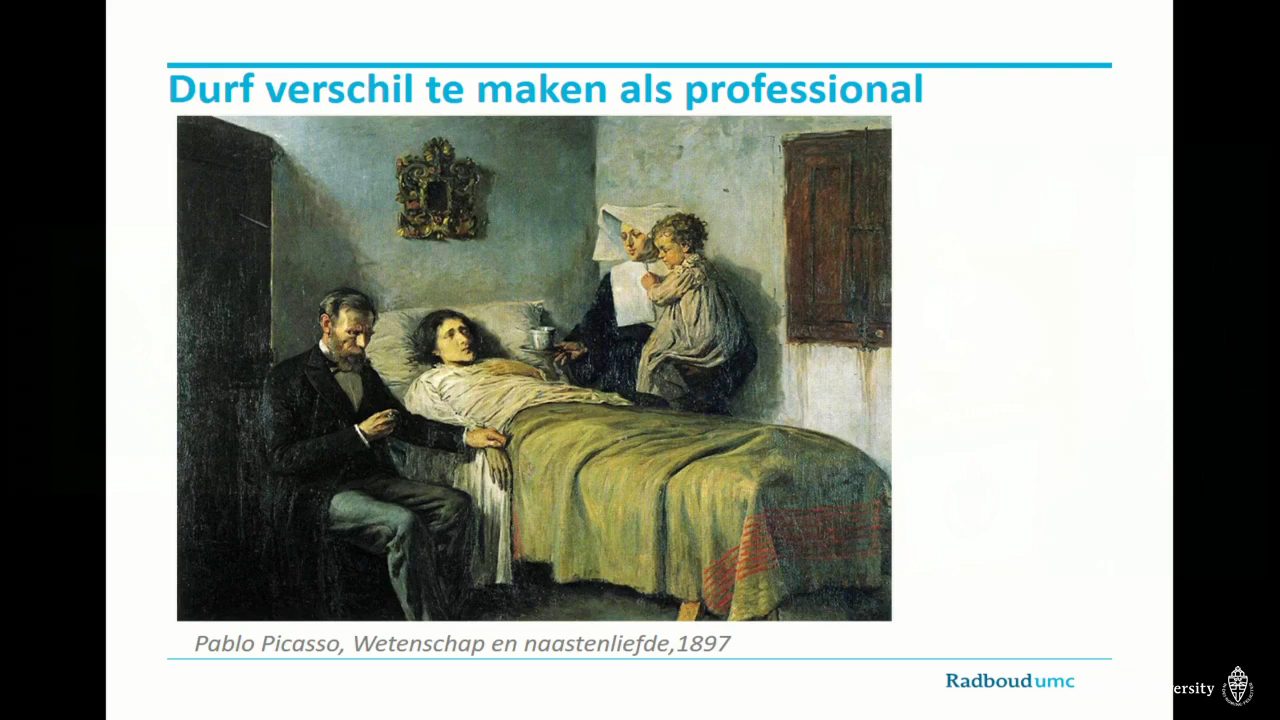 Durf verschil te maken als professional
Pablo Picasso, Wetenschap en naastenliefde,1897
Radboudumc